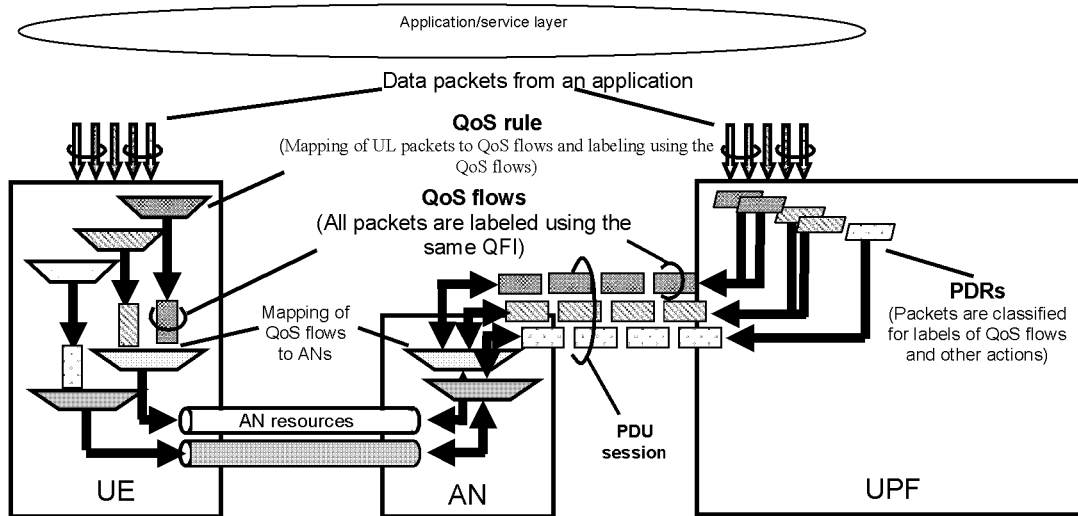 Application/service layer
Data packets from an application
QoS rule
(Mapping of UL packets to QoS flows and labeling using the
QoS flows)
QoS flows
(All packets are labeled using the
same QFI)
Mapping of
QoS flows
to ANs
PDRs
(Packets are classified
for labels of QoS flows
and other actions)
AN resources
PDU
session
UE
AN
UPF